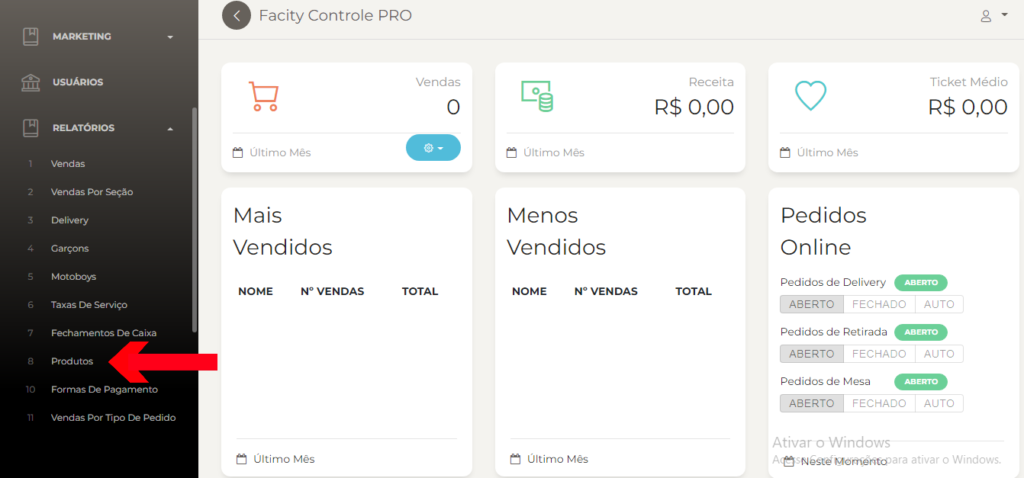 Facity Controle PRO
MARKETING
USUÁRIOS
RELATÓRIOS
1 Vendas
2 Vendas Por Seção
3 Delivery
4 Garçons
5 Motoboys
6 Taxas De Serviço
7 Fechamentos De Caixa
8 Produtos
10 Formas De Pagamento
11 Vendas Por Tipo De Pedido
Vendas
0
Último Mês
Receita
R$ 0,00
Último Mês
Ticket Médio
R$ 0,00
Último Mês
Mais
Vendidos
NOME Nº VENDAS TOTAL
Último Mês
Menos
Vendidos
NOME Nº VENDAS TOTAL
Último Mês
Pedidos
Online
Pedidos de Delivery ABERTO
ABERTO FECHADO AUTO
Pedidos de Retirada ABERTO
ABERTO FECHADO AUTO
Pedidos de Mesa ABERTO
ABERTO FECHADO AUTO
Neste Momento
Ativar o Windows
Acesse Configurações para ativar o Windows.